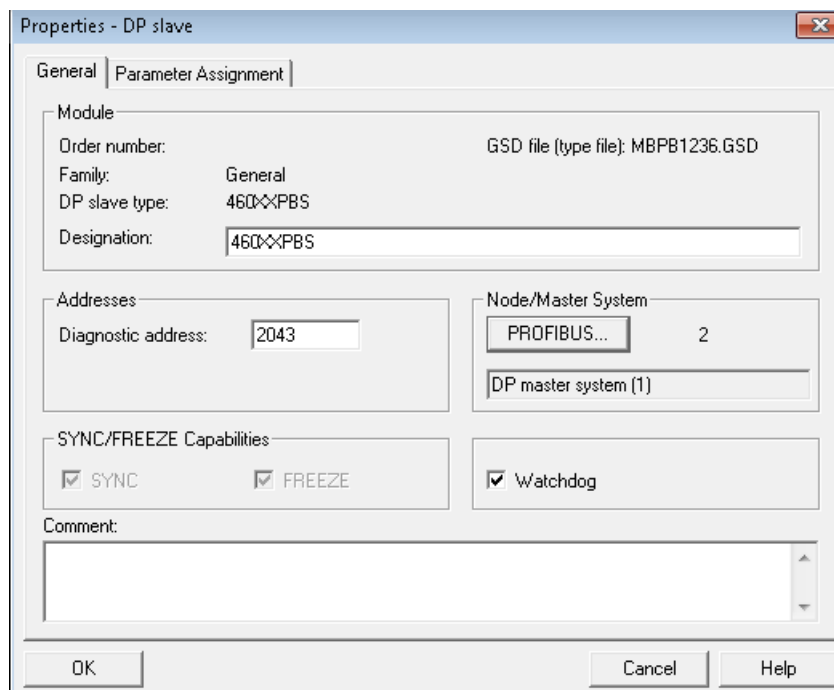 Properties - DP slave
General
Parameter Assignment
Module
Order number:
GSD file (type file): MBPB1236.GSD
Family:
General
DP slave type:
460XXPBS
Designation:
460XXPBS
Addresses
Diagnostic address:
2043
Node/Master System
PROFIBUS...
2
DP master system (1)
SYNC/FREEZE Capabilities
SYNC
FREEZE
Watchdog
Comment:
OK
Cancel
Help